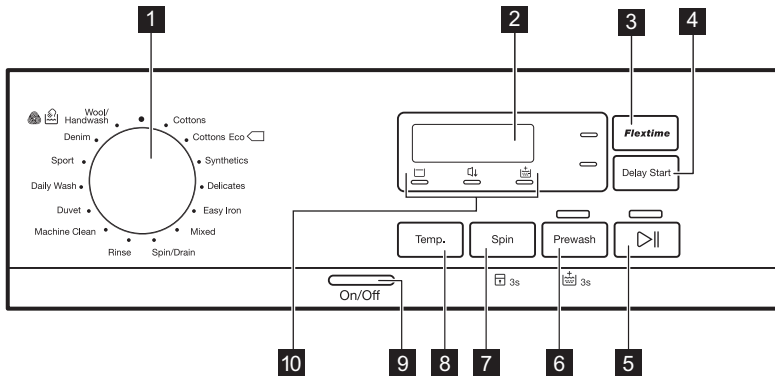 1
2
3
4
Wool/
Handwash
Cottons
Denim
Cottons Eco
Sport
Synthetics
Daily Wash
Delicates
Duvet
Easy Iron
Machine Clean
Mixed
Rinse
Spin/Drain
Flextime
Delay Start
Temp.
Spin
Prewash
3s
3s
On/Off
10
9
8
7
6
5